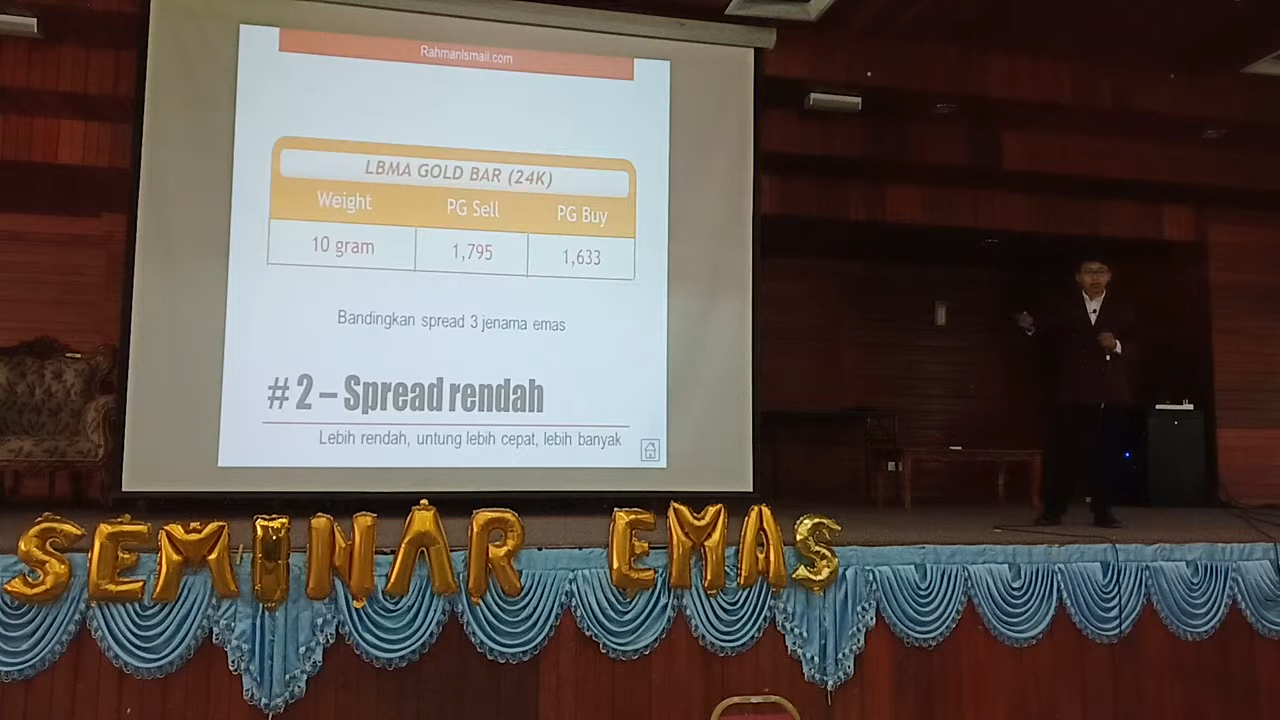 RahmanIsmail.com
LBMA GOLD BAR (24K)
Weight PG Sell PG Buy
10 gram 1,795 1,633
Bandingkan spread 3 jenama emas
# 2 – Spread rendah
Lebih rendah, untung lebih cepat, lebih banyak
SEMINAR EMAS